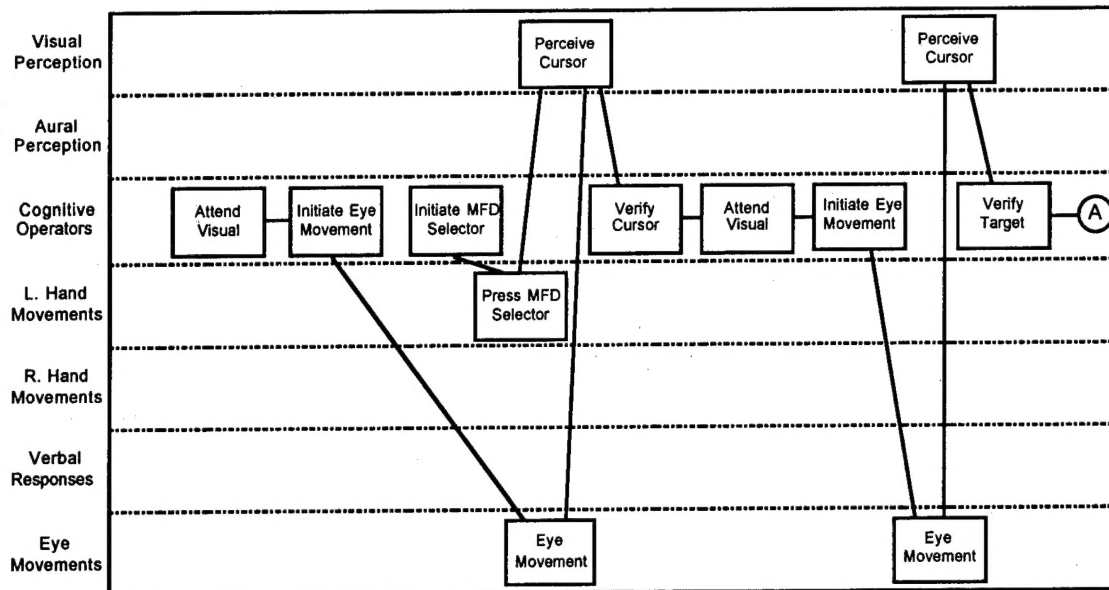 Visual
Perception
Perceive
Cursor
Perceive
Cursor
Aural
Perception
Cognitive
Operators
Attend
Visual
Initiate Eye
Movement
Initiate MFD
Selector
Verify
Cursor
Attend
Visual
Initiate Eye
Movement
Verify
Target
A
L. Hand
Movements
Press MFD
Selector
R. Hand
Movements
Verbal
Responses
Eye
Movements
Eye
Movement
Eye
Movement